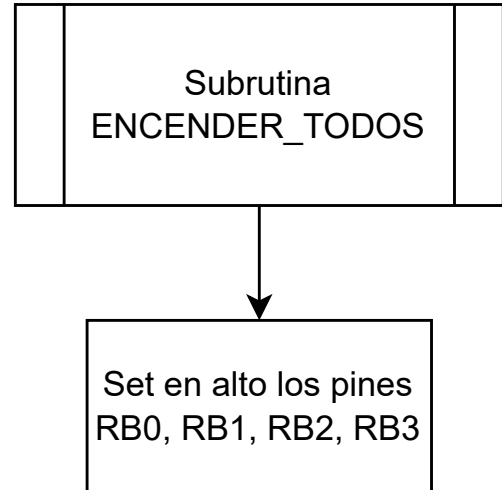 Subrutina
ENCENDER_TODOS
Set en alto los pines
RB0, RB1, RB2, RB3